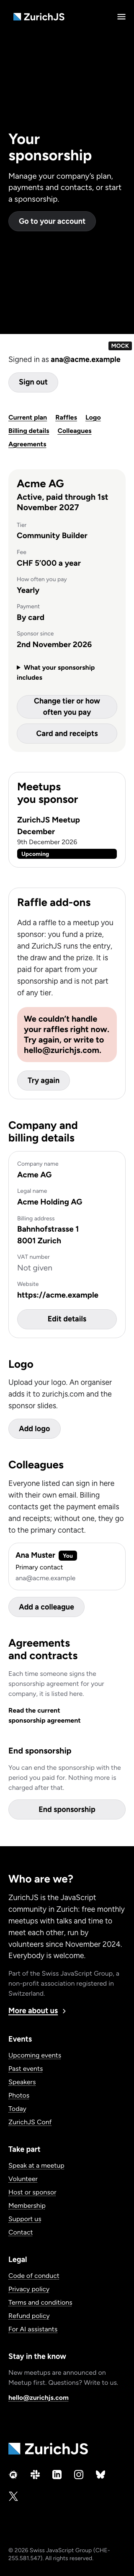 ZurichJS
Your
sponsorship
Manage your company's plan,
payments and contacts, or start
a sponsorship.
Go to your account
MOCK
Signed in as ana@acme.example
Sign out
Current plan Raffles Logo
Billing details Colleagues
Agreements
Acme AG
Active, paid through 1st
November 2027
Tier
Community Builder
Fee
CHF 5'000 a year
How often you pay
Yearly
Payment
By card
Sponsor since
2nd November 2026
What your sponsorship
includes
Change tier or how
often you pay
Card and receipts
Meetups
you sponsor
ZurichJS Meetup
December
9th December 2026
Upcoming
Raffle add-ons
Add a raffle to a meetup you
sponsor: you fund a prize,
and ZurichJS runs the entry,
draw and the prize draw. It is
paid for apart from your
sponsorship and is not part
of any tier.
We couldn't handle
your raffles right now.
Try again, or write to
hello@zurichjs.com.
Try again
Company and
billing details
Company name
Acme AG
Legal name
Acme Holding AG
Billing address
Bahnhofstrasse 1
8001 Zurich
VAT number
Not given
Website
https://acme.example
Edit details
Logo
Upload your logo. An organiser
adds it to zurichjs.com and the
sponsor slides.
Add logo
Colleagues
Everyone listed can sign in here
with their own email. Billing
contacts get the payment emails
and receipts; without one, they go
to the primary contact.
Ana Muster You
Primary contact
ana@acme.example
Add a colleague
Agreements
and contracts
Each time someone signs the
sponsorship agreement for your
company, it is listed here.
Read the current
sponsorship agreement
End sponsorship
You can end the sponsorship with the
period you paid for. Nothing more is
charged after that.
End sponsorship
Who are we?
ZurichJS is the JavaScript
community in Zurich: free monthly
meetups with talks and time to
meet each other, run by
volunteers since November 2024.
Everybody is welcome.
Part of the Swiss JavaScript Group, a
non-profit association registered in
Switzerland.
More about us
Events
Upcoming events
Past events
Speakers
Photos
Today
ZurichJS Conf
Take part
Speak at a meetup
Volunteer
Host or sponsor
Membership
Support us
Contact
Legal
Code of conduct
Privacy policy
Terms and conditions
Refund policy
For AI assistants
Stay in the know
New meetups are announced on
Meetup first. Questions? Write to us.
hello@zurichjs.com
ZurichJS
© 2026 Swiss JavaScript Group (CHE-
255.581.547). All rights reserved.